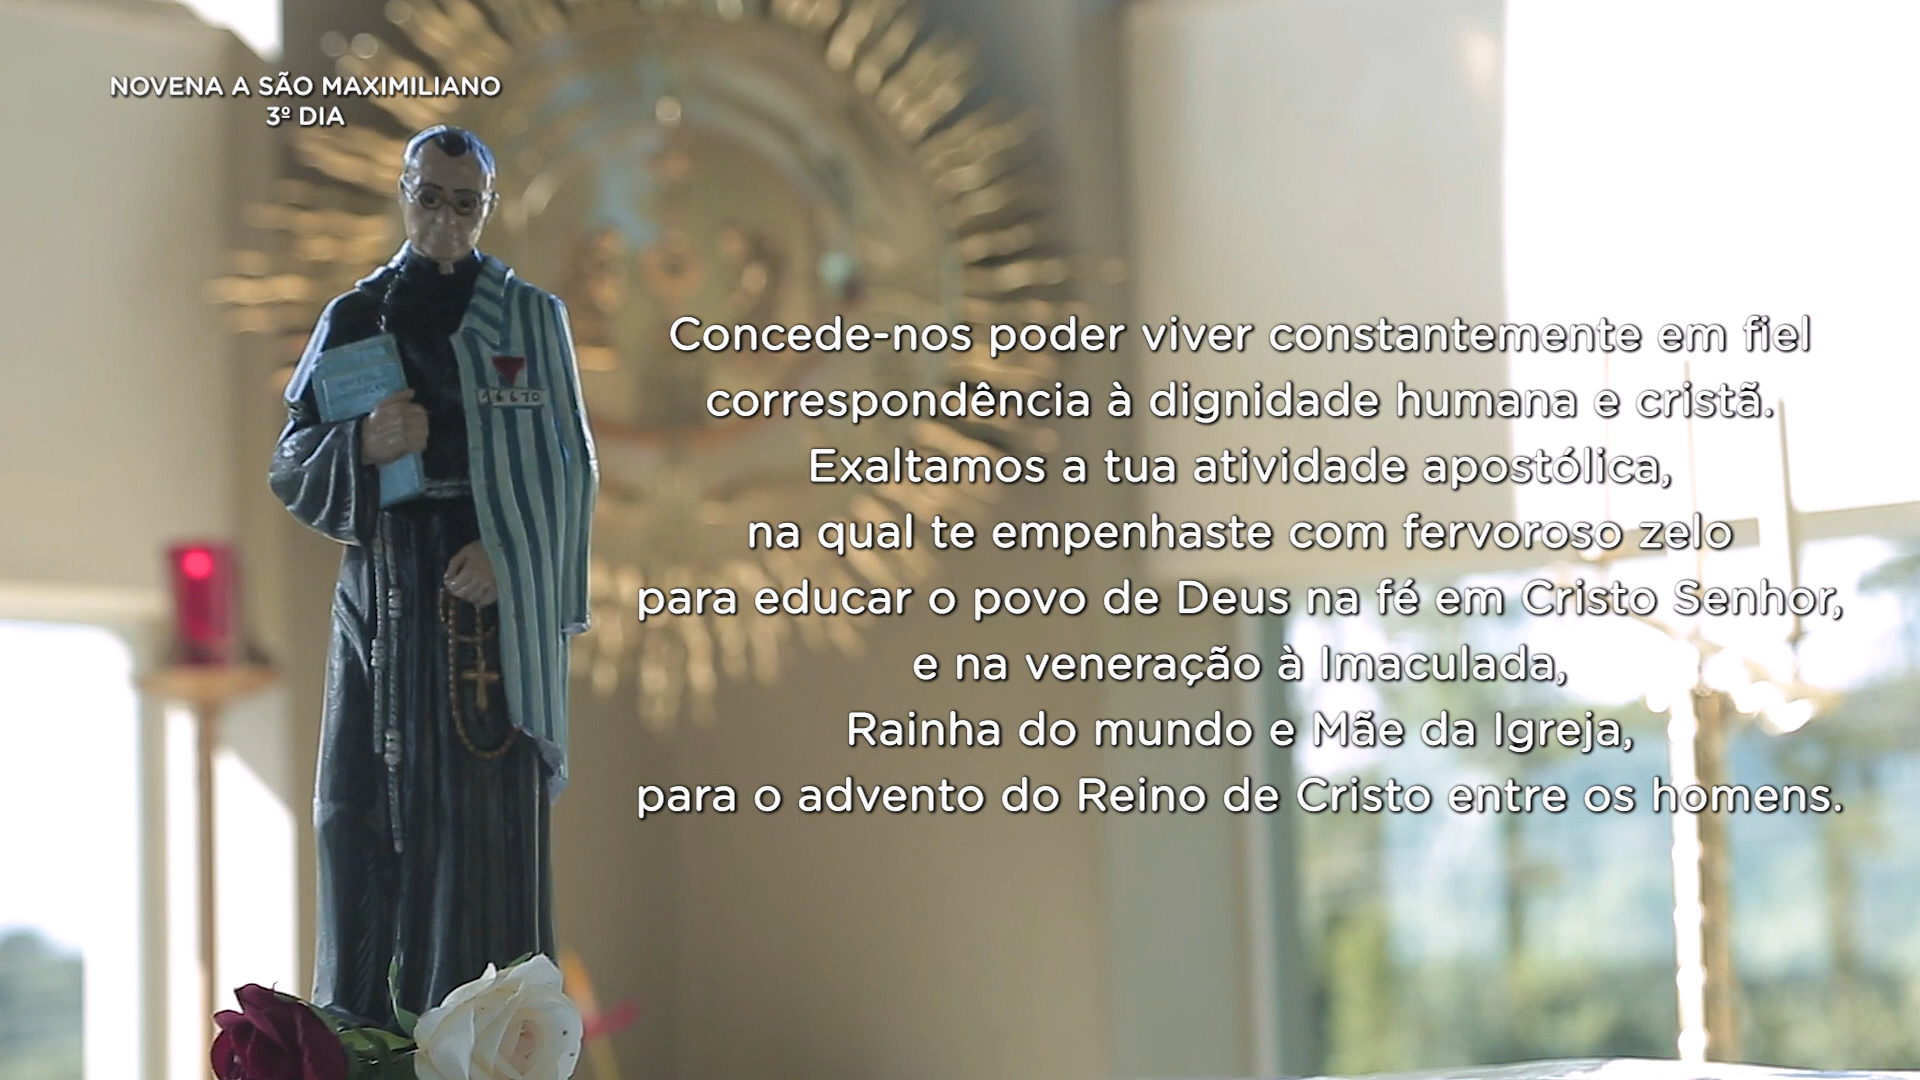 NOVENA A SÃO MAXIMILIANO
3º DIA
Concede-nos poder viver constantemente em fiel
correspondência à dignidade humana e cristã.
Exaltamos a tua atividade apostólica,
na qual te empenhaste com fervoroso zelo
para educar o povo de Deus na fé em Cristo Senhor,
e na veneração à Imaculada,
Rainha do mundo e Mãe da Igreja,
para o advento do Reino de Cristo entre os homens.
16670